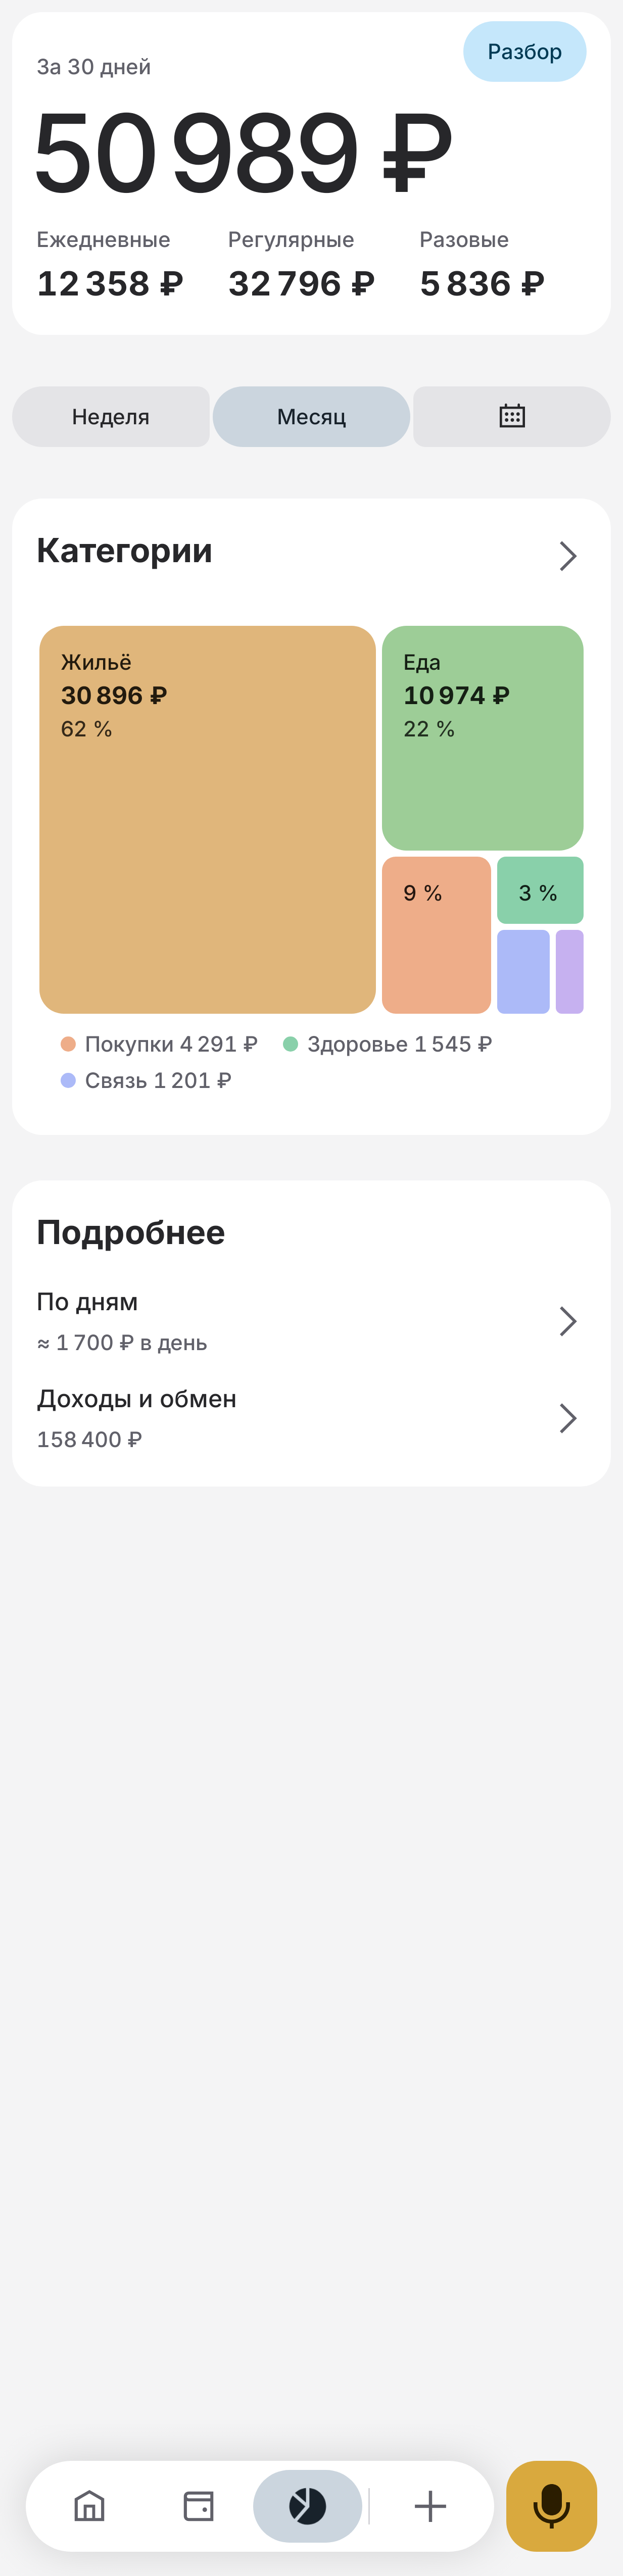 За 30 дней
Разбор
50 989 ₽
Ежедневные Регулярные Разовые
12 358 ₽ 32 796 ₽ 5 836 ₽
Неделя Месяц
Категории
Жильё
30 896 ₽
62 %
Еда
10 974 ₽
22 %
9 %
3 %
Покупки 4 291 ₽ Здоровье 1 545 ₽
Связь 1 201 ₽
Подробнее
По дням
≈ 1 700 ₽ в день
Доходы и обмен
158 400 ₽